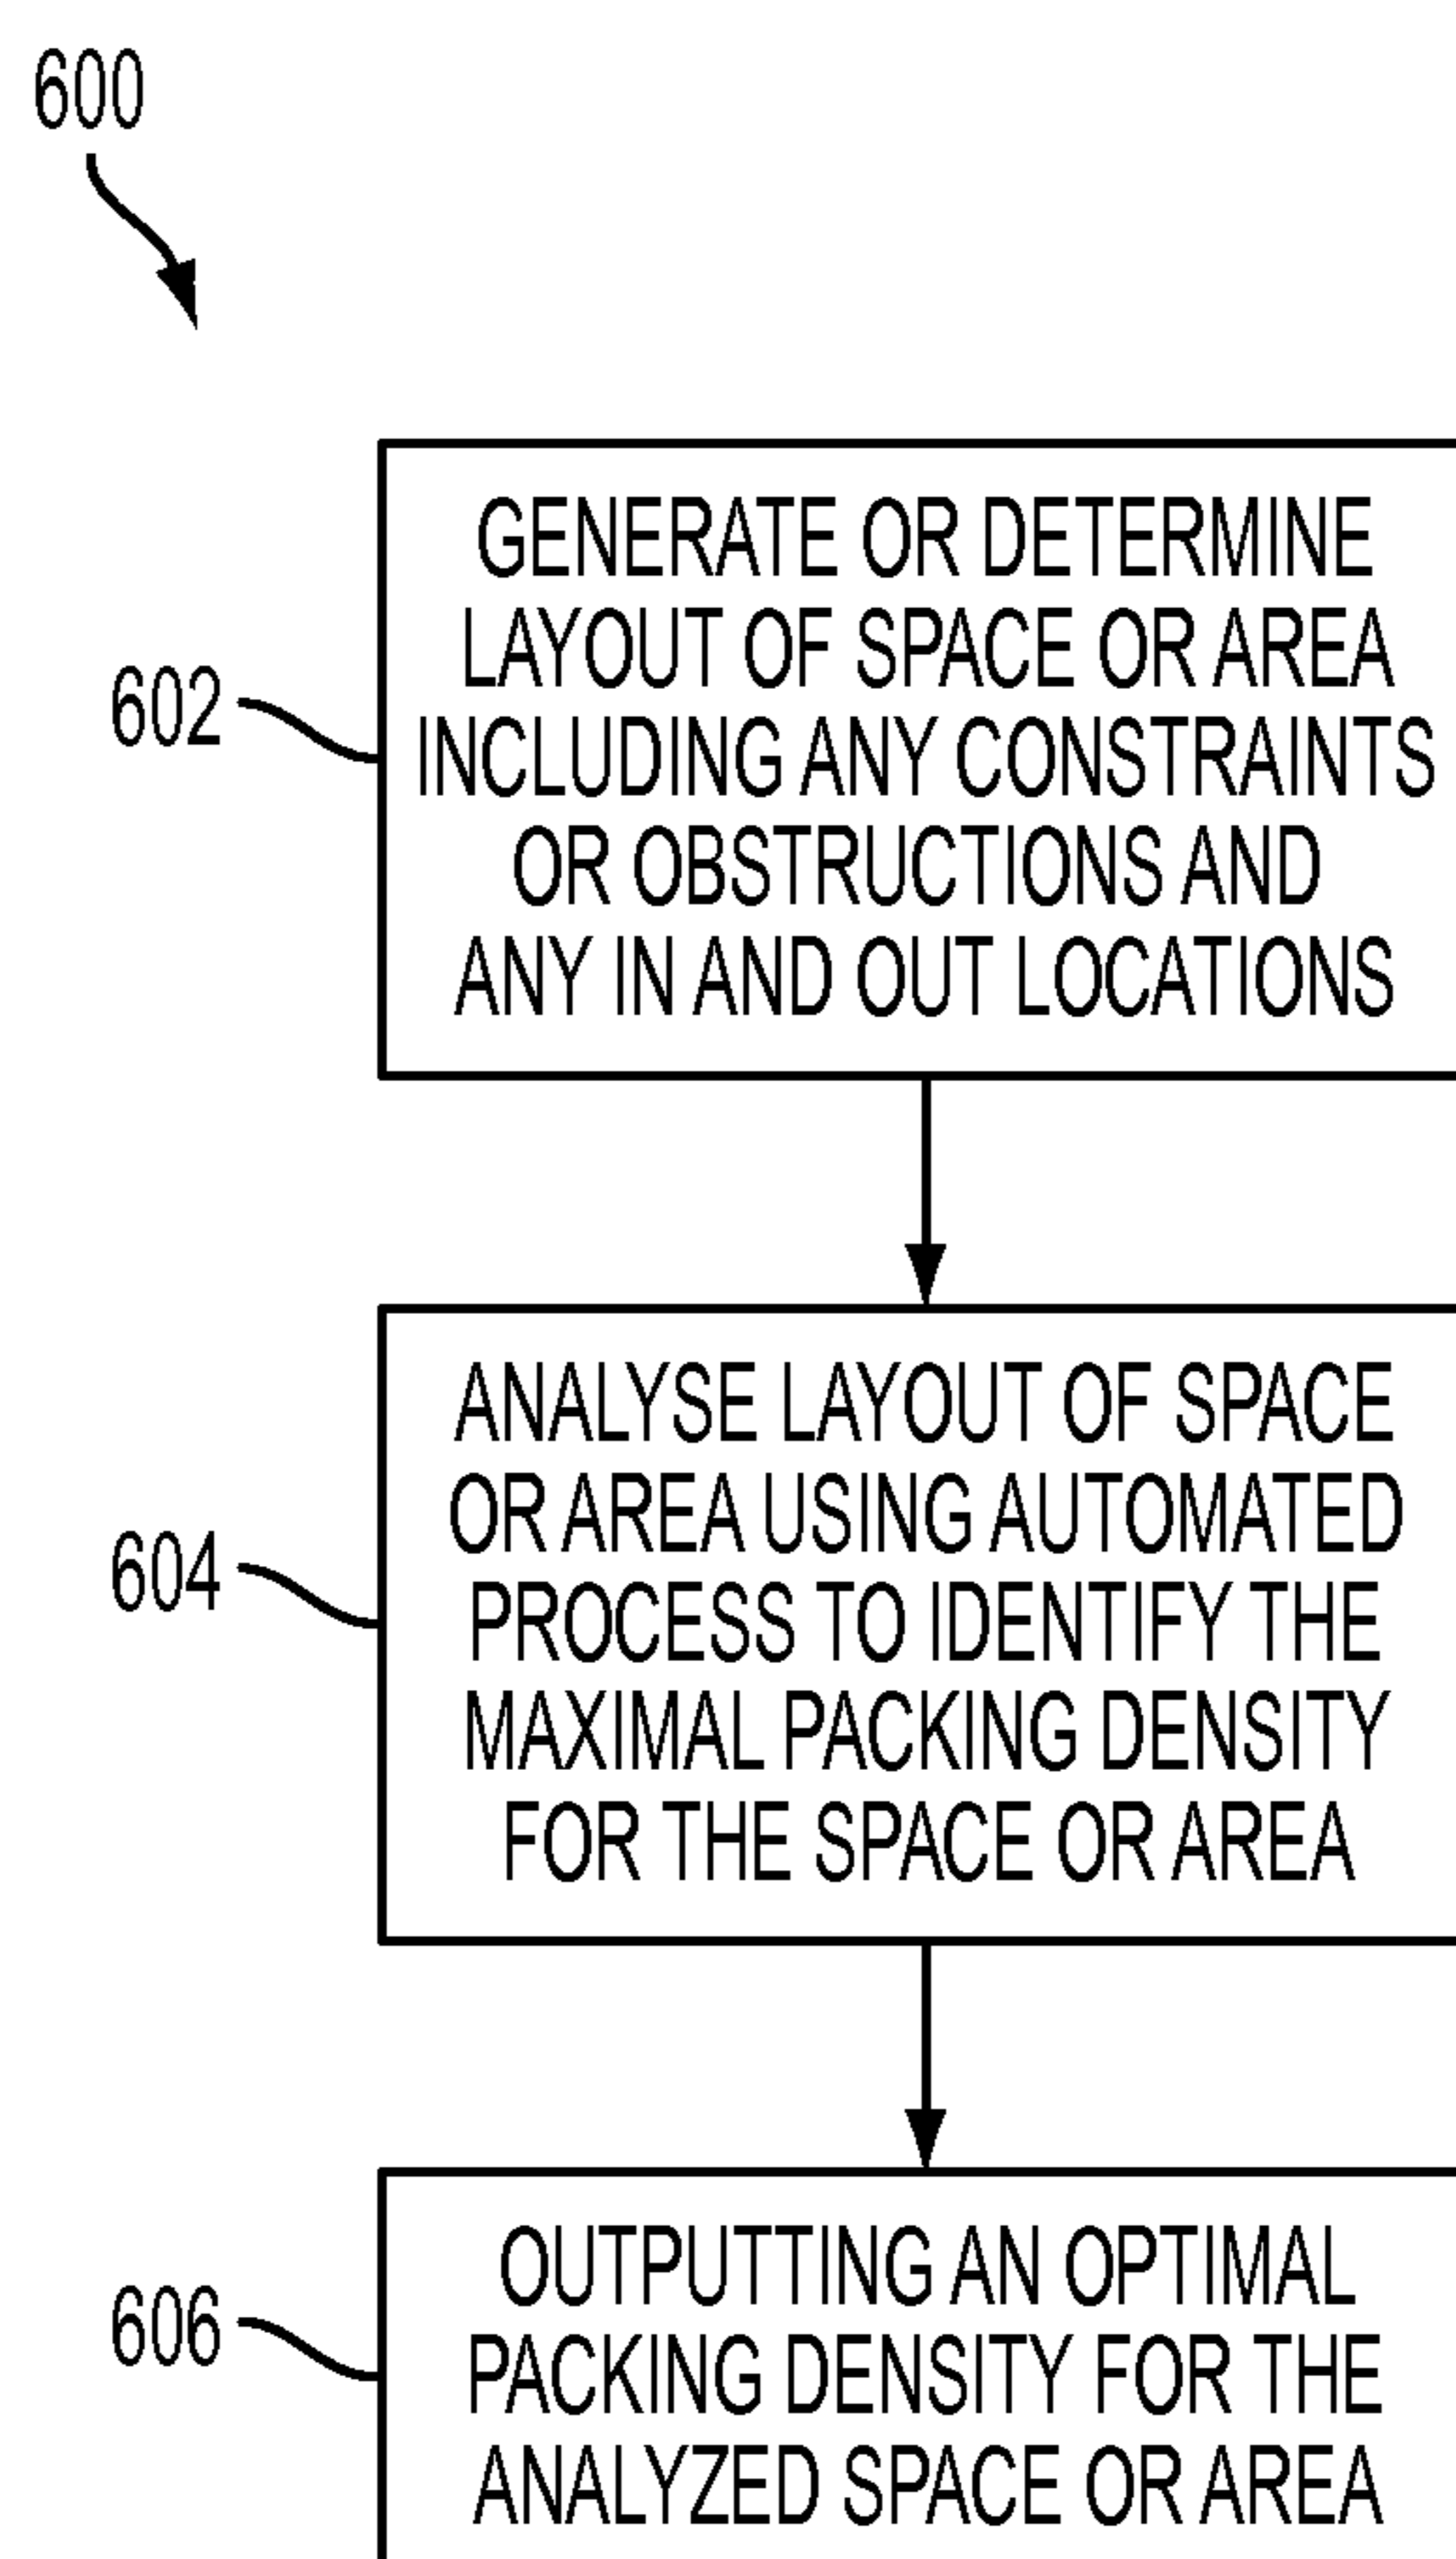 600
602
GENERATE OR DETERMINE
LAYOUT OF SPACE OR AREA
INCLUDING ANY CONSTRAINTS
OR OBSTRUCTIONS AND
ANY IN AND OUT LOCATIONS
604
ANALYSE LAYOUT OF SPACE
OR AREA USING AUTOMATED
PROCESS TO IDENTIFY THE
MAXIMAL PACKING DENSITY
FOR THE SPACE OR AREA
606
OUTPUTTING AN OPTIMAL
PACKING DENSITY FOR THE
ANALYZED SPACE OR AREA